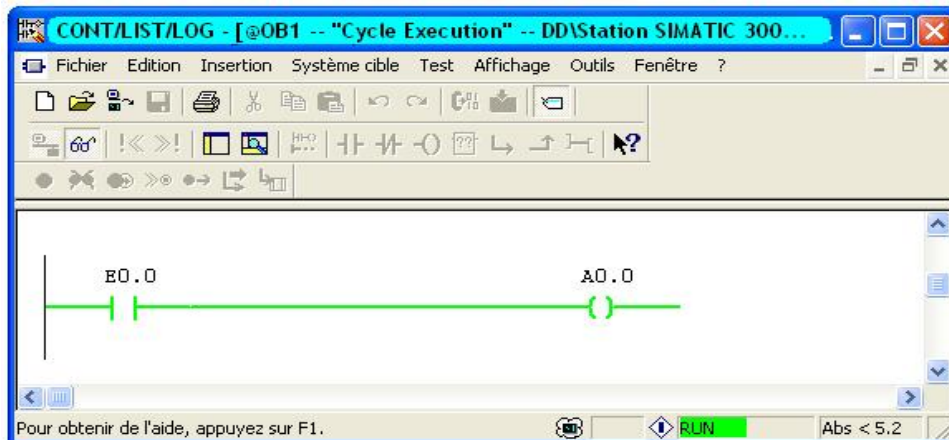 CONT/LIST/LOG - [@OB1 -- "Cycle Execution" -- DD\Station SIMATIC 300...
Fichier Edition Insertion Système cible Test Affichage Outils Fenêtre ?
E0.0 A0.0
Pour obtenir de l'aide, appuyez sur F1. RUN Abs < 5.2